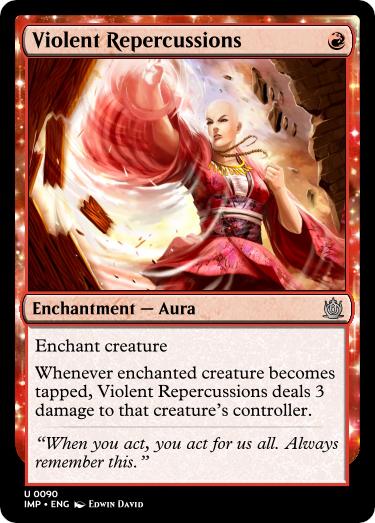 Violent Repercussions
Enchantment — Aura
Enchant creature
Whenever enchanted creature becomes
tapped, Violent Repercussions deals 3
damage to that creature's controller.
"When you act, you act for us all. Always
remember this."
U 0090
IMP • ENG Edwin David